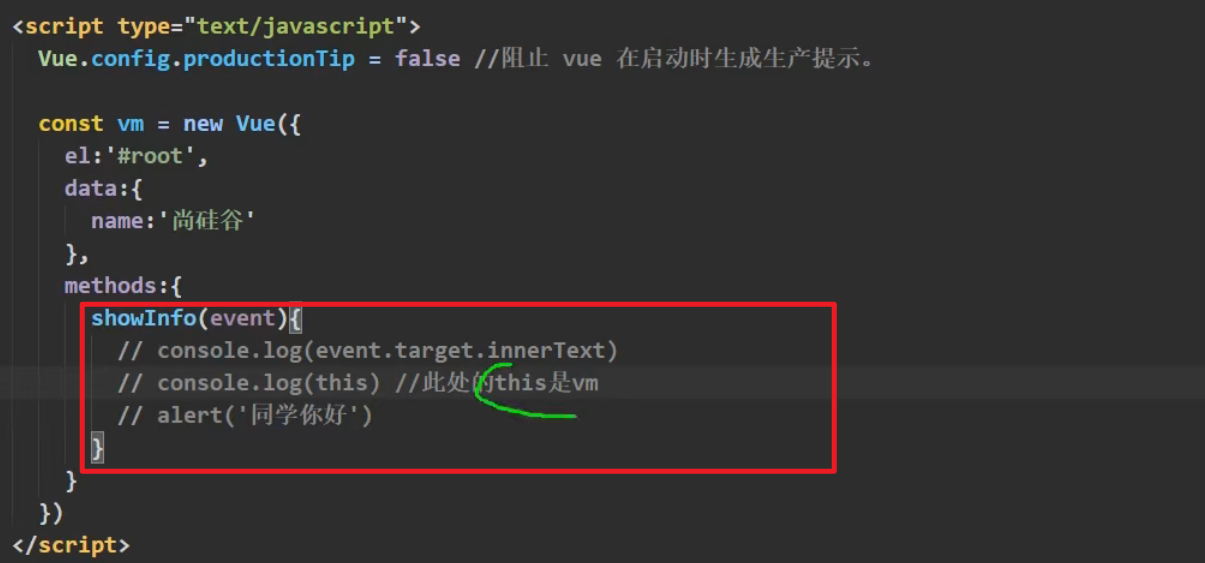 <script type="text/javascript">
Vue.config.productionTip = false //阻止 vue 在启动时生成生产提示。
const vm = new Vue({
el:'#root',
data:{
name:'尚硅谷'
},
methods:{
showInfo(event){
// console.log(event.target.innerText)
// console.log(this) //此处的this是vm
// alert('同学你好')
}
}
})
</script>